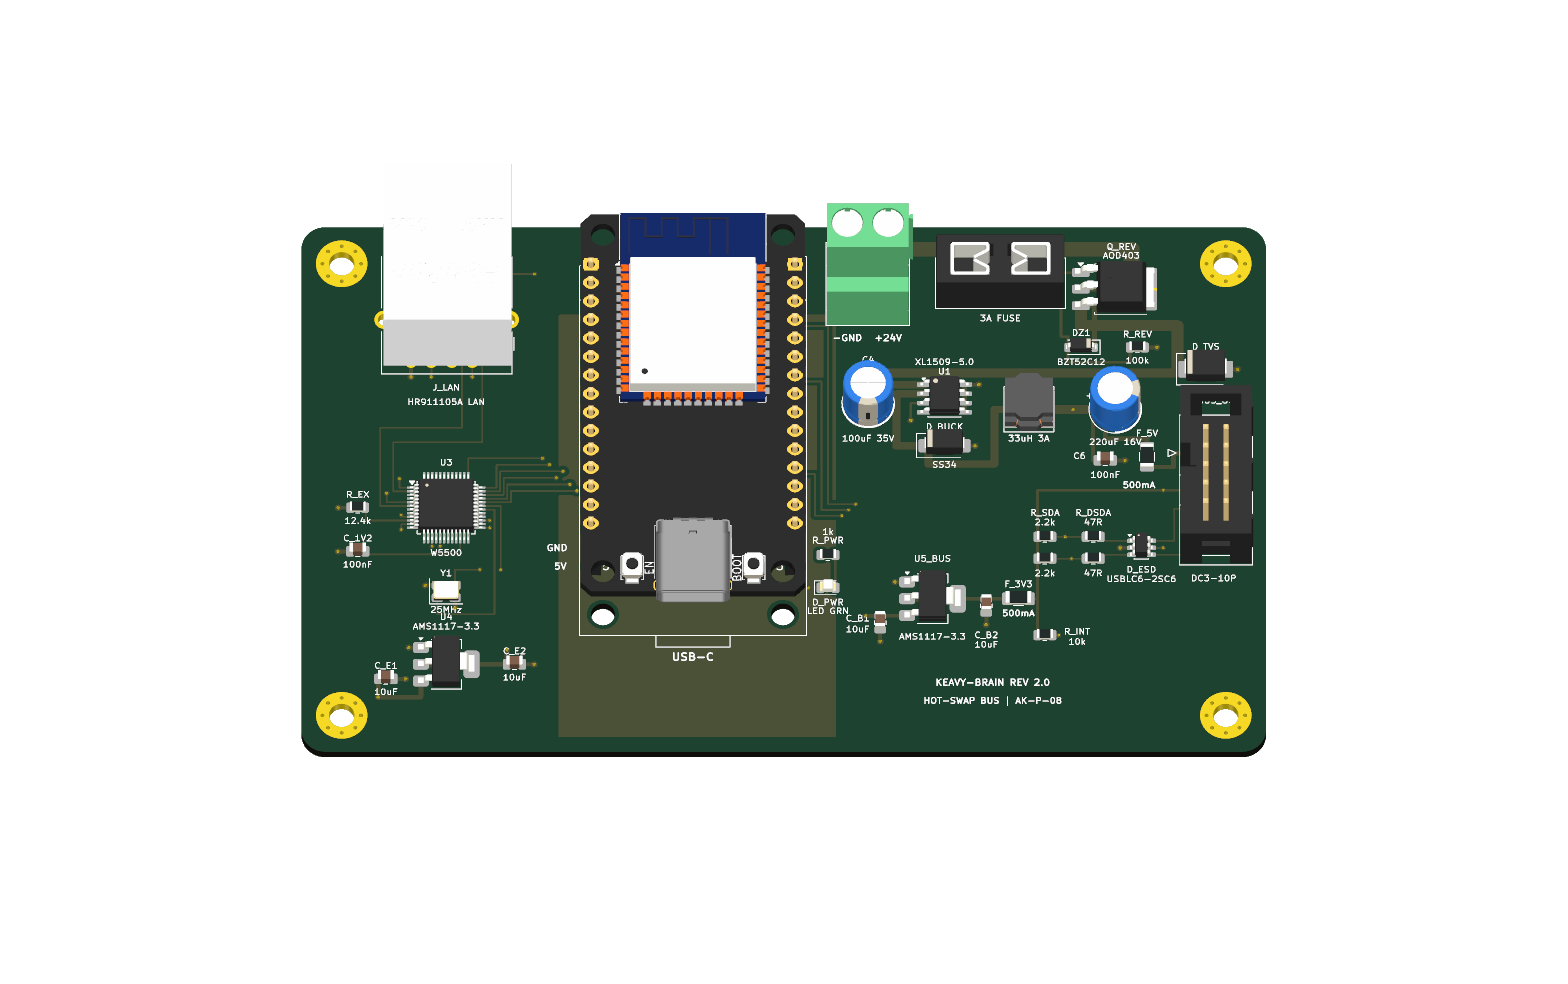 Q_REV
AOD403
3A FUSE
-GND +24V
DZ1
BZT52C12
R_REV
100k
D_TVS
C4
XL1509-5.0
U1
100uF 35V
D_BUCK
SS34
33uH 3A
220uF 16V
F_5V
C6
100nF
500mA
J_LAN
HR911105A LAN
U3
R_EX
12.4k
C_1V2
100nF
W5500
Y1
25MHz
U4
AMS1117-3.3
C_E1
10uF
C_E2
10uF
GND
5V
EN
BOOT
USB-C
1k
R_PWR
D_PWR
LED GRN
U5_BUS
C_B1
10uF
AMS1117-3.3
C_B2
10uF
F_3V3
500mA
R_SDA
2.2k
R_DSDA
47R
2.2k
47R
D_ESD
USBLC6-2SC6
DC3-10P
R_INT
10k
KEAVY-BRAIN REV 2.0
HOT-SWAP BUS | AK-P-08